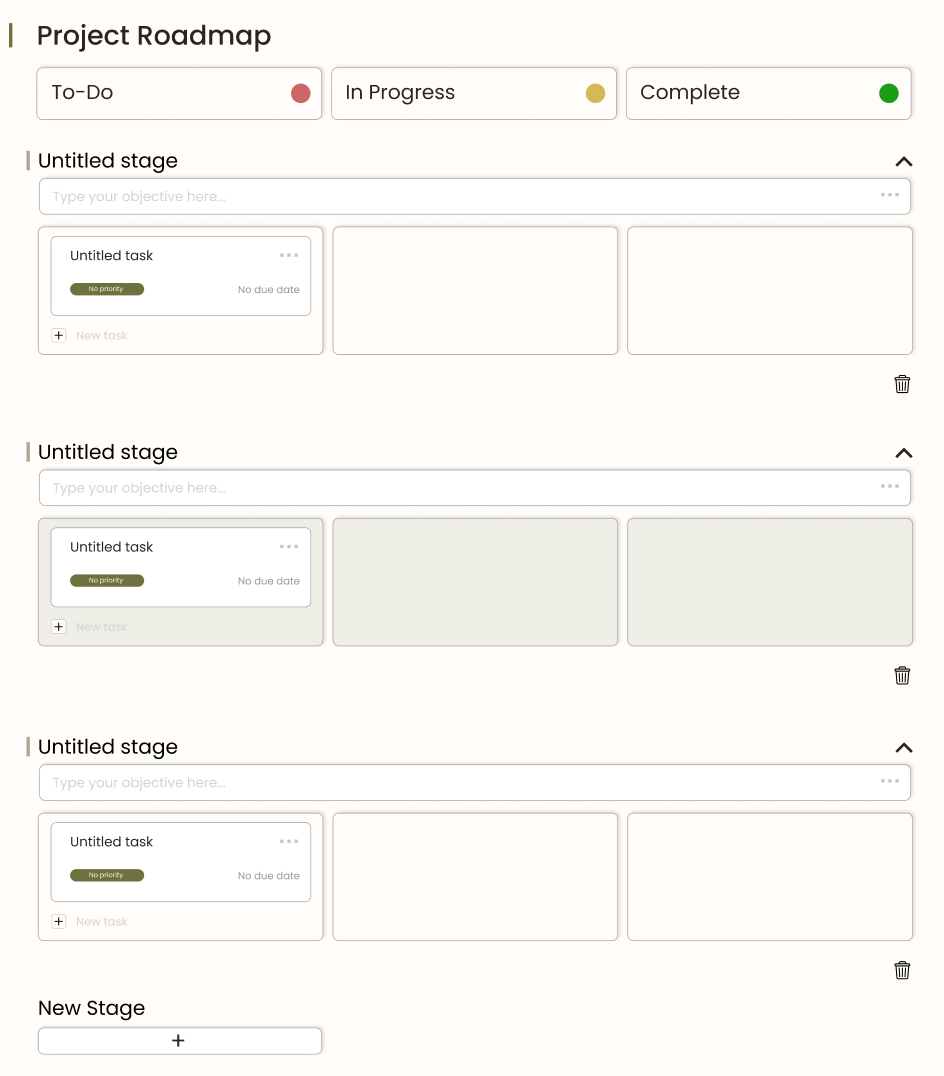 Project Roadmap
To-Do
In Progress
Complete
Untitled stage
Type your objective here...
Untitled task
No priority
No due date
+ New task
Untitled stage
Type your objective here...
Untitled task
No priority
No due date
+ New task
Untitled stage
Type your objective here...
Untitled task
No priority
No due date
+ New task
New Stage
+